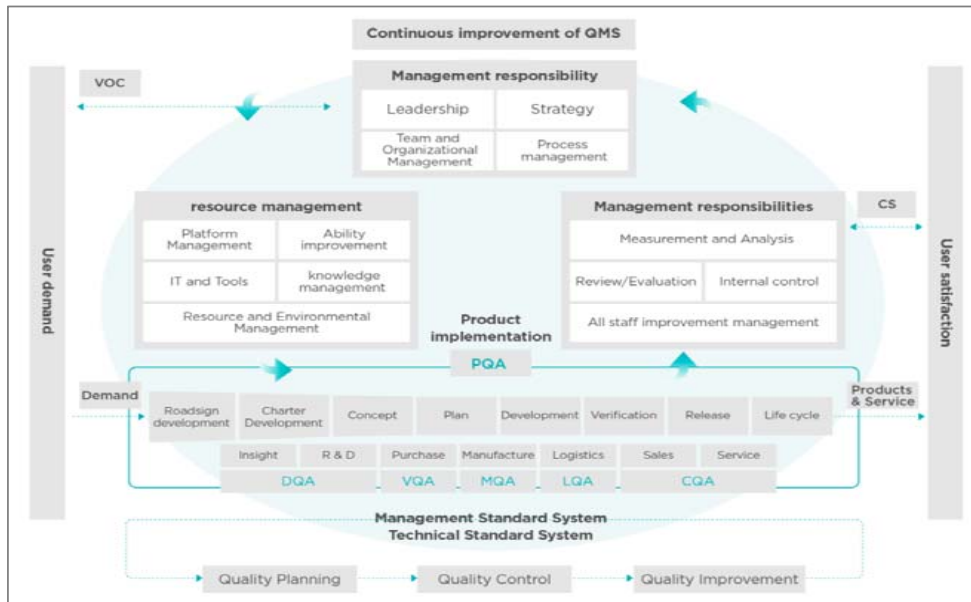 Continuous improvement of QMS
VOC
Management responsibility
Leadership
Strategy
Team and
Organizational
Management
Process
management
User demand
resource management
Platform
Management
Ability
improvement
IT and Tools
knowledge
management
Resource and Environmental
Management
Management responsibilities
Measurement and Analysis
Review/Evaluation
Internal control
All staff improvement management
CS
User satisfaction
Product
implementation
PQA
Demand
Roadsign
development
Charter
Development
Concept
Plan
Development
Verification
Release
Life cycle
Products
& Service
Insight
R & D
Purchase
Manufacture
Logistics
Sales
Service
DQA
VQA
MQA
LQA
CQA
Management Standard System
Technical Standard System
Quality Planning
Quality Control
Quality Improvement